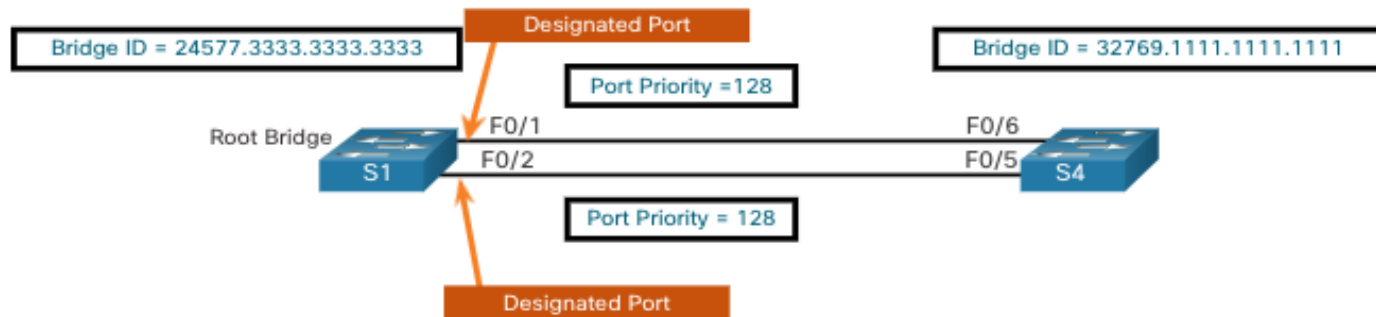 Designated Port
Bridge ID = 24577.3333.3333.3333
Bridge ID = 32769.1111.1111.1111
Port Priority =128
Root Bridge
F0/1
F0/6
F0/2
F0/5
S1
S4
Port Priority = 128
Designated Port